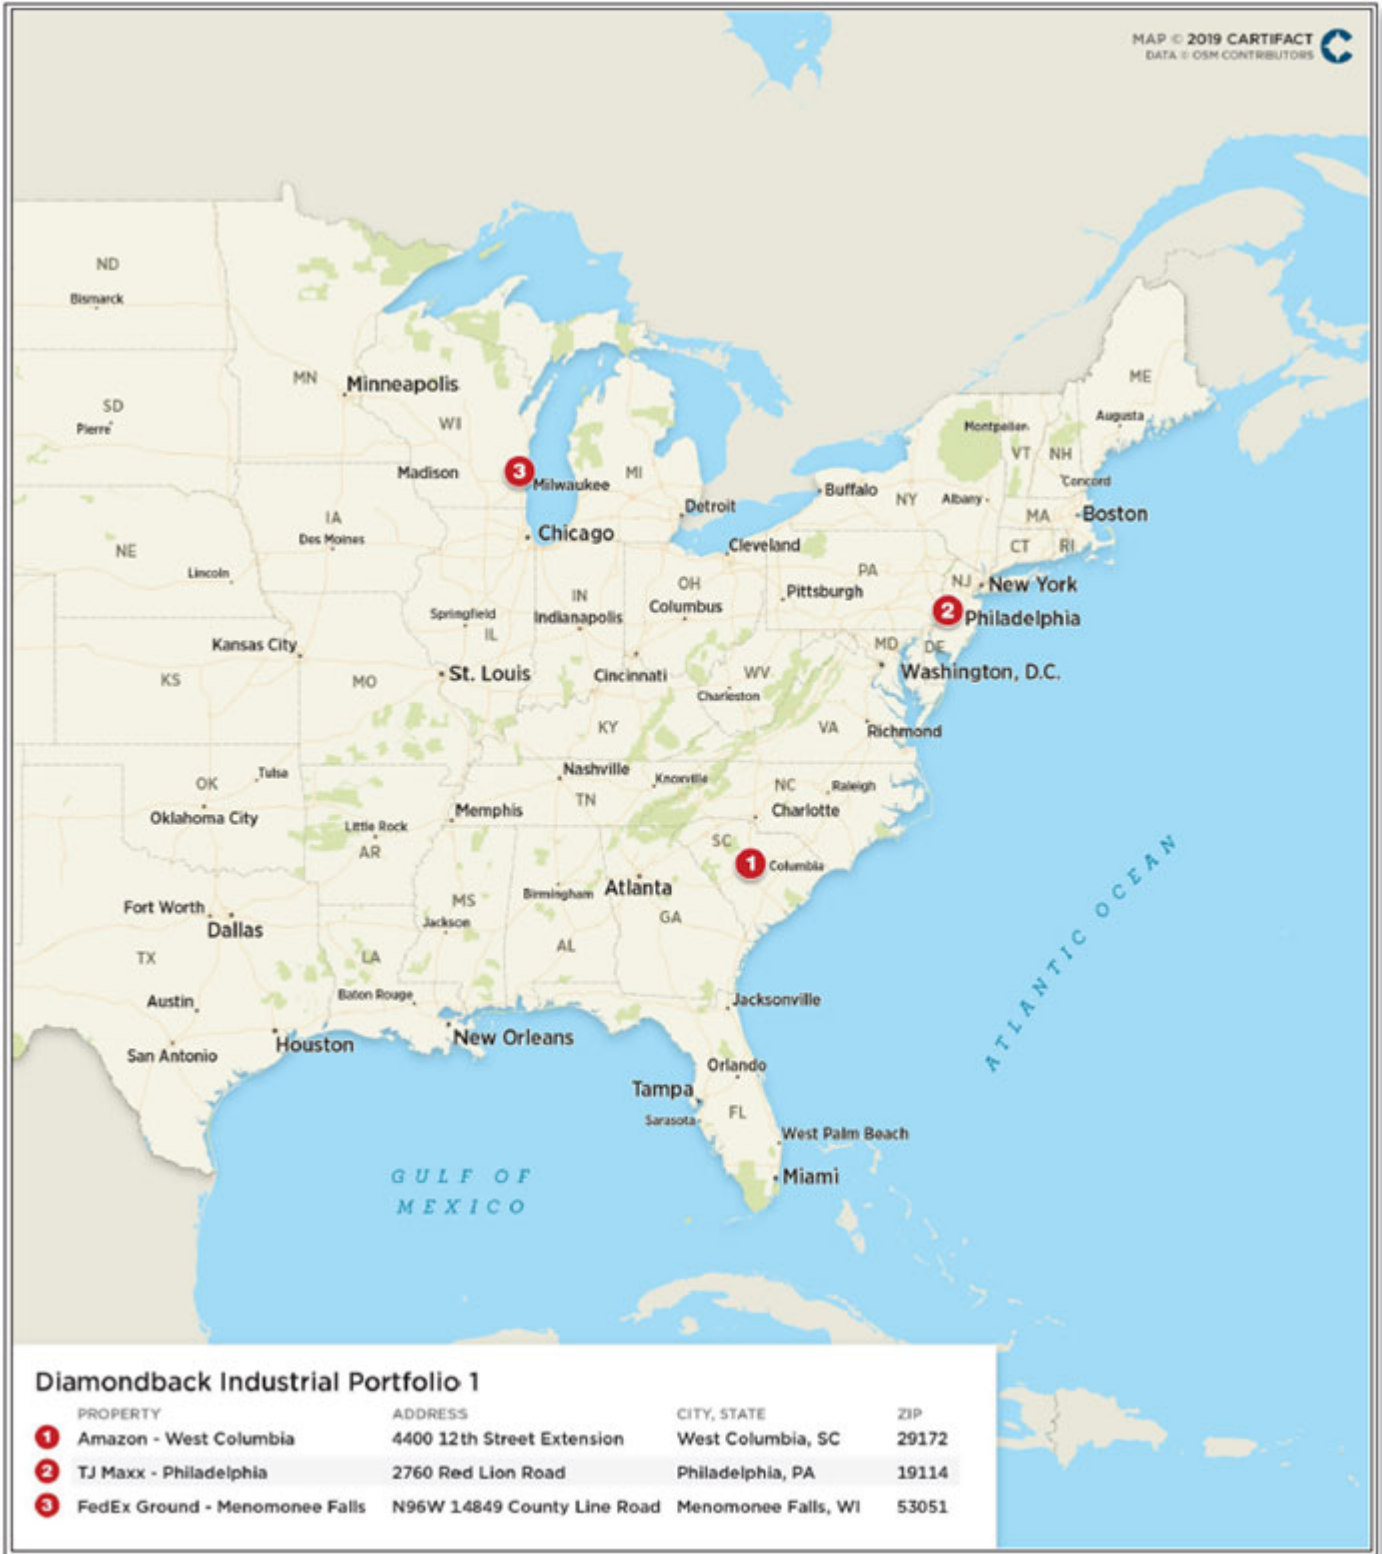 MAP © 2019 CARTIFACT
DATA © OSM CONTRIBUTORS
ND
Bismarck
MN
Minneapolis
ME
SD
Pierre
WI
Augusta
Montpelier
VT
NH
Madison
3
Milwaukee
MI
Concord
Buffalo
NY
Albany
Detroit
MA
Boston
IA
Des Moines
Chicago
Cleveland
CT
RI
NE
Lincoln
PA
NJ
New York
OH
Pittsburgh
IN
Columbus
Springfield
Indianapolis
2
Philadelphia
IL
Kansas City
MD
DE
KS
MO
St. Louis
Cincinnati
WV
Washington, D.C.
Charleston
KY
VA
Richmond
Tulsa
Nashville
Knoxville
OK
NC
Raleigh
TN
Oklahoma City
Memphis
Charlotte
Little Rock
SC
AR
1
Columbia
ATLANTIC OCEAN
Birmingham
Atlanta
MS
Fort Worth
Jackson
GA
Dallas
AL
TX
LA
Austin
Baton Rouge
Jacksonville
Houston
New Orleans
San Antonio
Orlando
Tampa
FL
Sarasota
West Palm Beach
GULF OF
MEXICO
Miami
Diamondback Industrial Portfolio 1
PROPERTY ADDRESS CITY, STATE ZIP
1 Amazon - West Columbia 4400 12th Street Extension West Columbia, SC 29172
2 TJ Maxx - Philadelphia 2760 Red Lion Road Philadelphia, PA 19114
3 FedEx Ground - Menomonee Falls N96W 14849 County Line Road Menomonee Falls, WI 53051